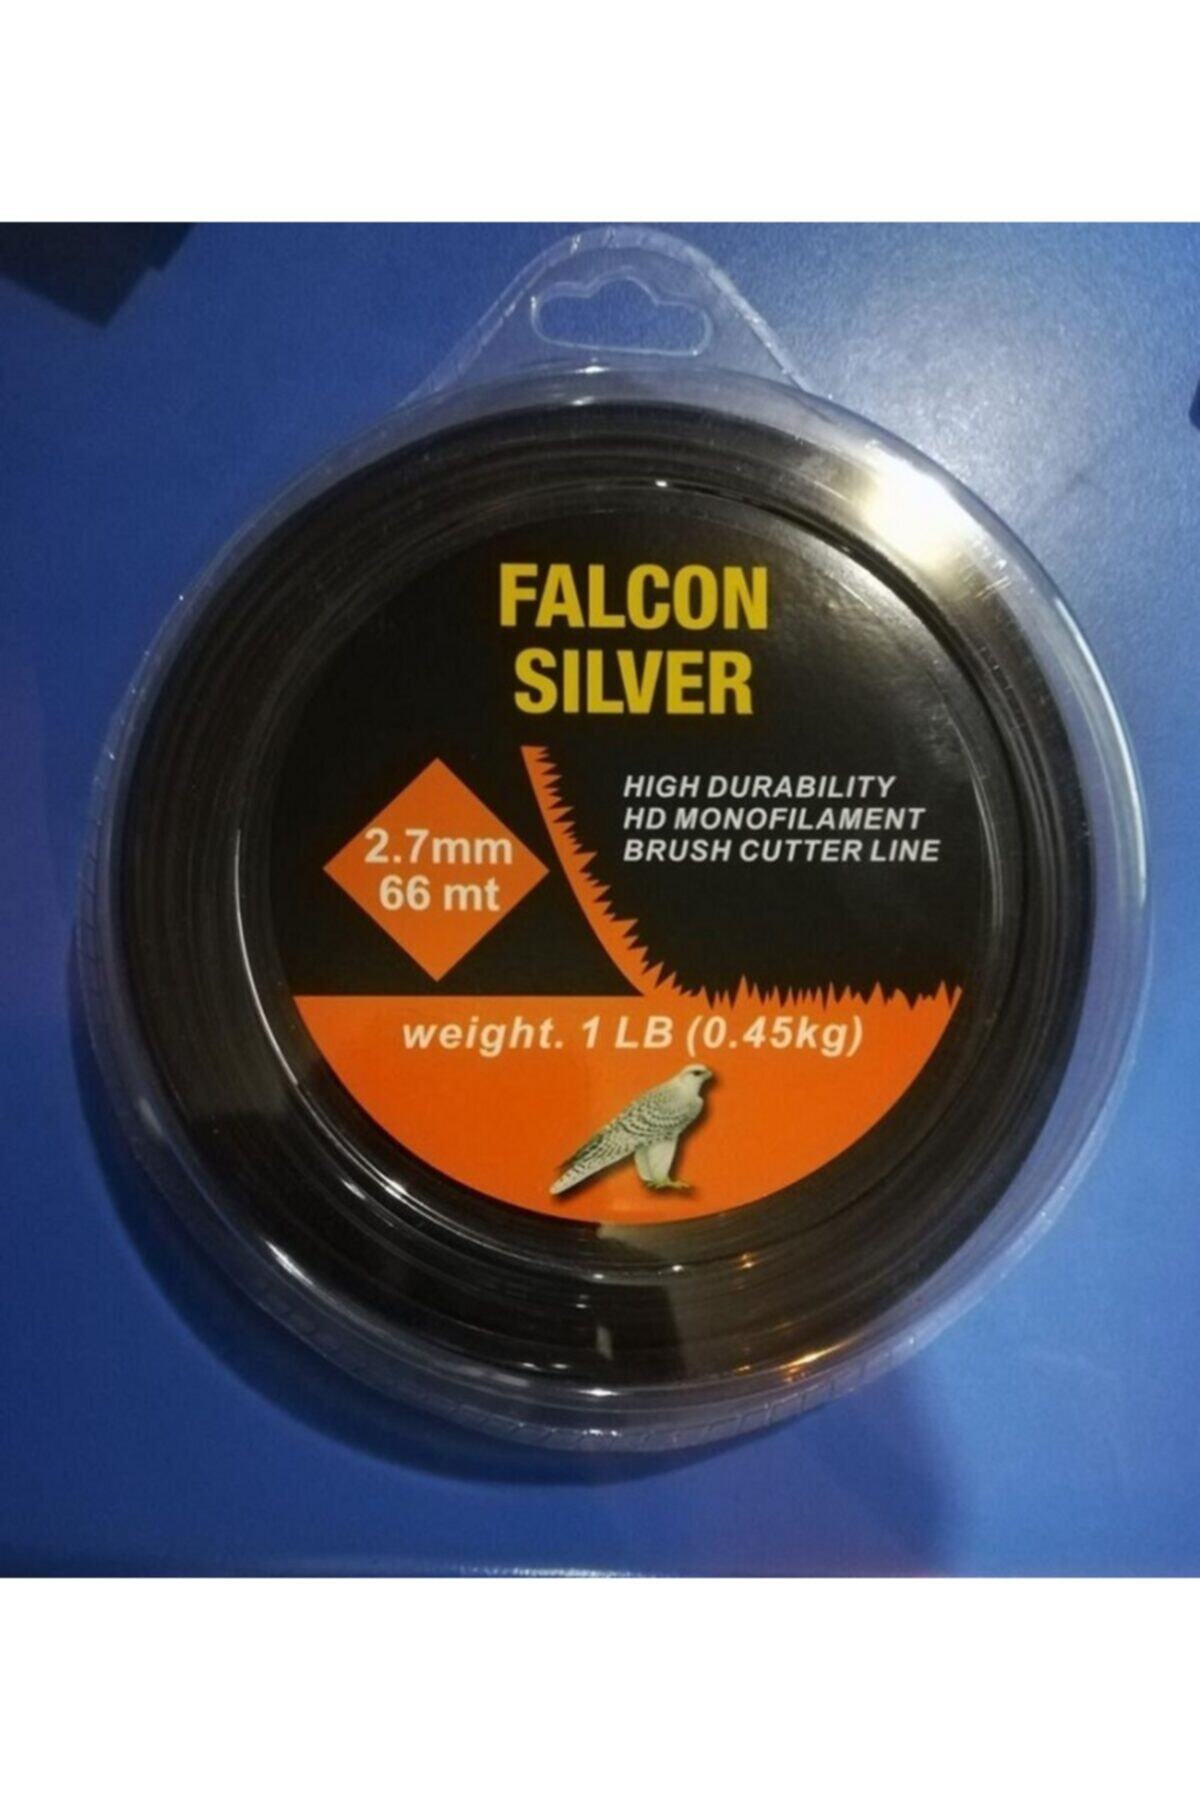 FALCON
SILVER
HIGH DURABILITY
HD MONOFILAMENT
BRUSH CUTTER LINE
2.7mm
66 mt
weight. 1 LB (0.45kg)